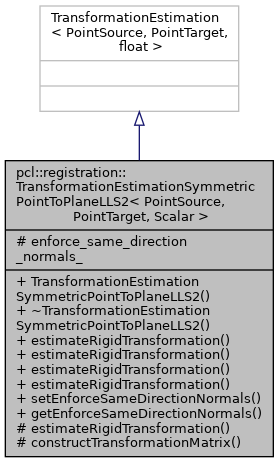 TransformationEstimation
< PointSource, PointTarget,
float >
pcl::registration::
TransformationEstimationSymmetric
PointToPlaneLLS2< PointSource,
PointTarget, Scalar >
# enforce_same_direction
_normals_
+ TransformationEstimation
SymmetricPointToPlaneLLS2()
+ ~TransformationEstimation
SymmetricPointToPlaneLLS2()
+ estimateRigidTransformation()
+ estimateRigidTransformation()
+ estimateRigidTransformation()
+ estimateRigidTransformation()
+ setEnforceSameDirectionNormals()
+ getEnforceSameDirectionNormals()
# estimateRigidTransformation()
# constructTransformationMatrix()